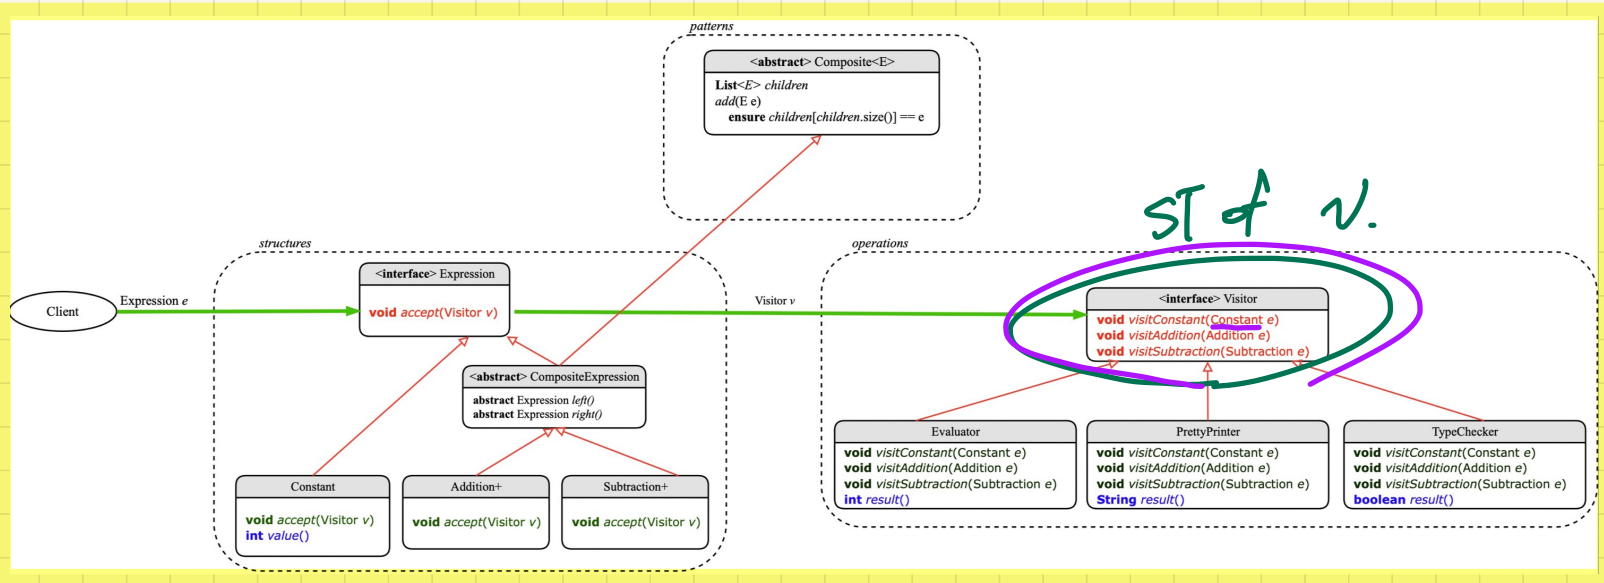 patterns
<abstract> Composite<E>
List<E> children
add(E e)
ensure children[children.size()] == e
ST of v.
structures
operations
<interface> Expression
void accept(Visitor v)
Client
Expression e
Visitor v
<interface> Visitor
void visitConstant(Constant e)
void visitAddition(Addition e)
void visitSubtraction(Subtraction e)
<abstract> CompositeExpression
abstract Expression left()
abstract Expression right()
Constant
void accept(Visitor v)
int value()
Addition+
void accept(Visitor v)
Subtraction+
void accept(Visitor v)
Evaluator
void visitConstant(Constant e)
void visitAddition(Addition e)
void visitSubtraction(Subtraction e)
int result()
PrettyPrinter
void visitConstant(Constant e)
void visitAddition(Addition e)
void visitSubtraction(Subtraction e)
String result()
TypeChecker
void visitConstant(Constant e)
void visitAddition(Addition e)
void visitSubtraction(Subtraction e)
boolean result()